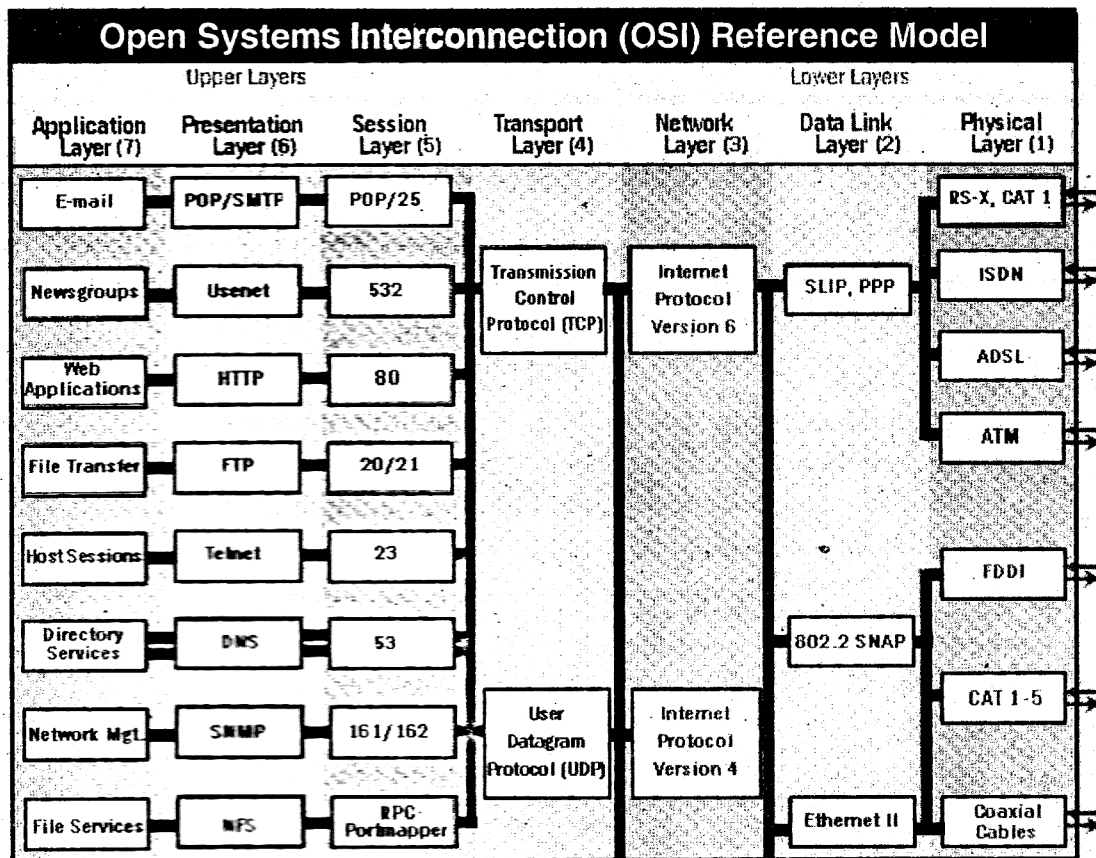 Open Systems Interconnection (OSI) Reference Model
Upper Layers
Lower Layers
Application
Layer (7)
Presentation
Layer (6)
Session
Layer (5)
Transport
Layer (4)
Network
Layer (3)
Data Link
Layer (2)
Physical
Layer (1)
E-mail
POP/SMTP
POP/25
RS-X, CAT 1
Newsgroups
Usenet
532
Transmission
Control
Protocol (TCP)
Internet
Protocol
Version 6
SLIP, PPP
ISDN
Web
Applications
HTTP
80
ADSL
File Transfer
FTP
20/21
ATM
Host Sessions
Telnet
23
FDDI
Directory
Services
DNS
53
802.2 SNAP
CAT 1-5
Network Mgt.
SNMP
161/162
User
Datagram
Protocol (UDP)
Internet
Protocol
Version 4
File Services
NFS
RPC
Portmapper
Ethernet II
Coaxial
Cables